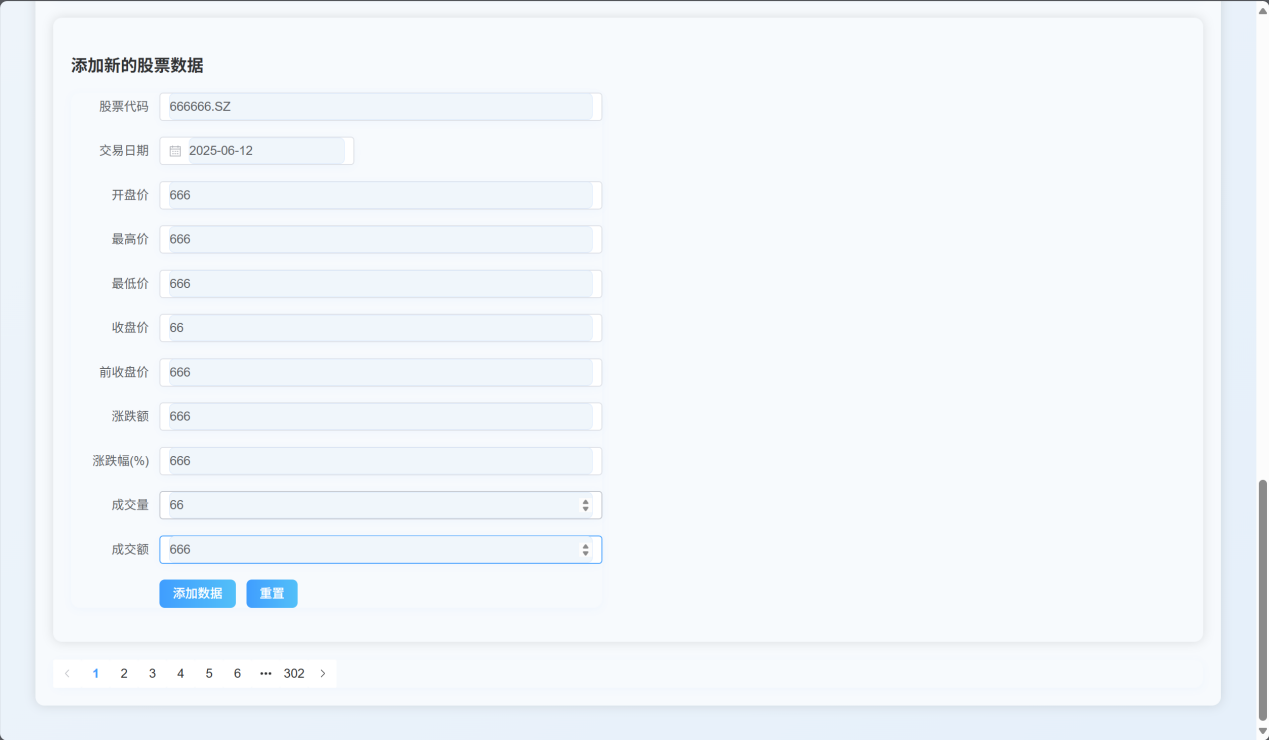 添加新的股票数据
股票代码 666666.SZ
交易日期 2025-06-12
开盘价 666
最高价 666
最低价 666
收盘价 66
前收盘价 666
涨跌额 666
涨跌幅(%) 666
成交量 66
成交额 666
添加数据 重置
1 2 3 4 5 6 ••• 302